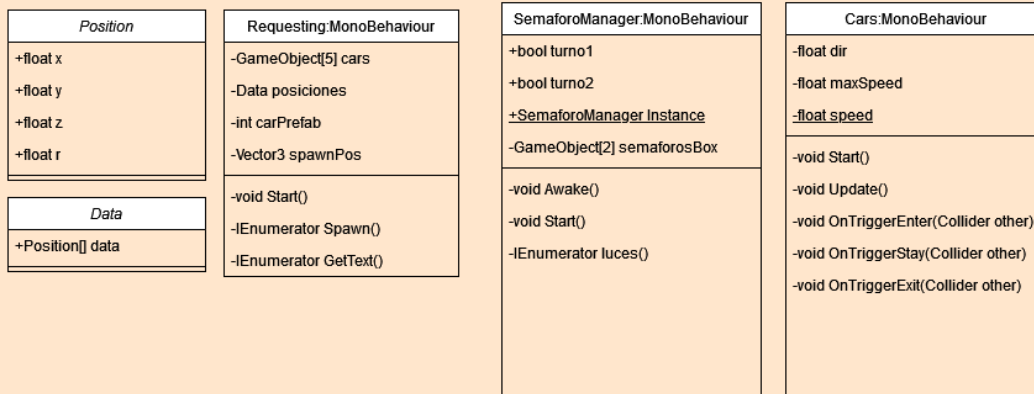 Position
+float x
+float y
+float z
+float r
Data
+Position[] data
Requesting:MonoBehaviour
-GameObject[5] cars
-Data posiciones
-int carPrefab
-Vector3 spawnPos
-void Start()
-IEnumerator Spawn()
-IEnumerator GetText()
SemaforoManager:MonoBehaviour
+bool turno1
+bool turno2
+SemaforoManager Instance
-GameObject[2] semaforosBox
-void Awake()
-void Start()
-IEnumerator luces()
Cars:MonoBehaviour
-float dir
-float maxSpeed
-float speed
-void Start()
-void Update()
-void OnTriggerEnter(Collider other)
-void OnTriggerStay(Collider other)
-void OnTriggerExit(Collider other)